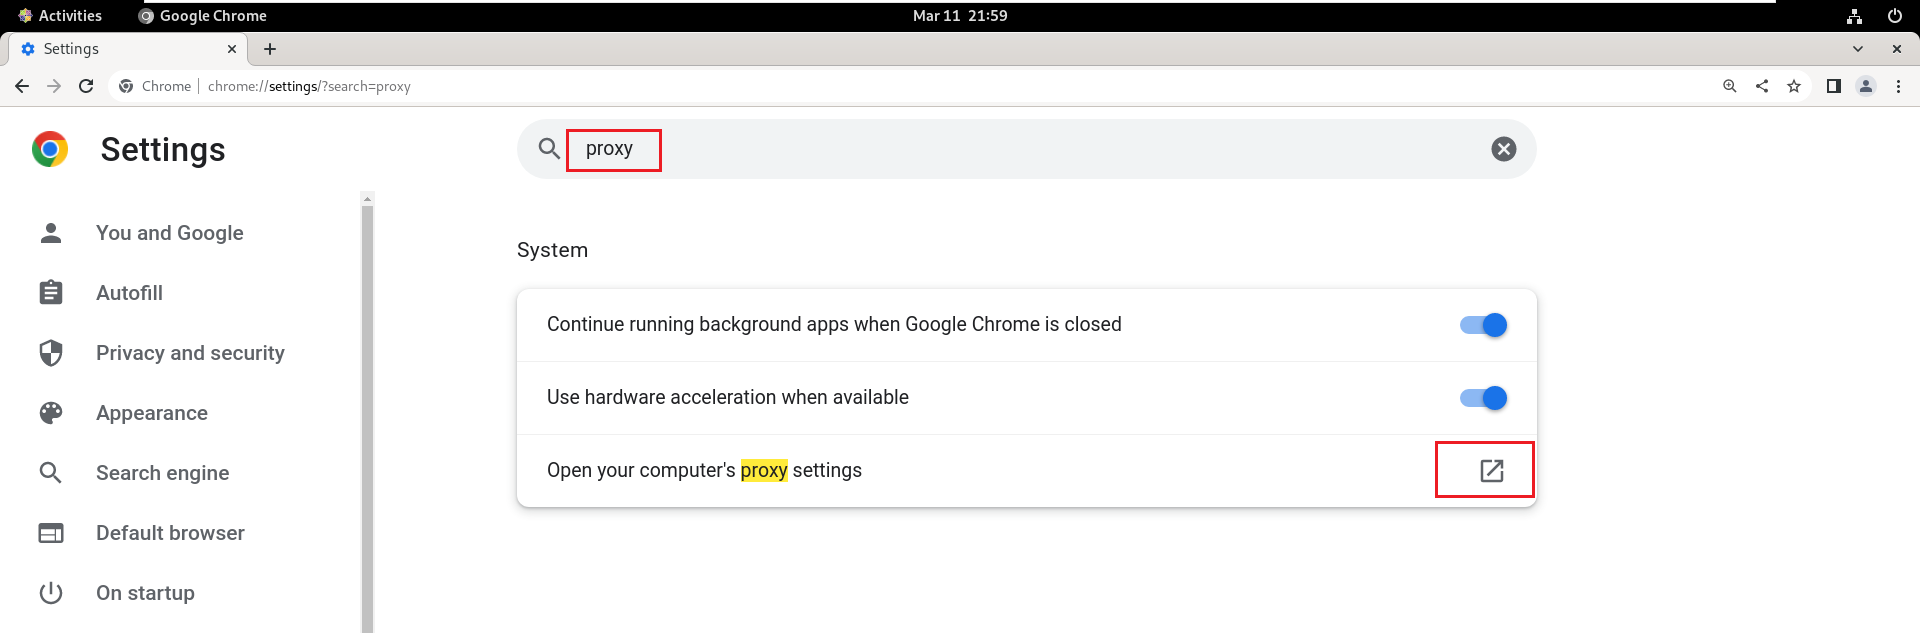 Activities Google Chrome Mar 11 21:59
Settings
Chrome | chrome://settings/?search=proxy
Settings
proxy
You and Google
Autofill
Privacy and security
Appearance
Search engine
Default browser
On startup
System
Continue running background apps when Google Chrome is closed
Use hardware acceleration when available
Open your computer's proxy settings